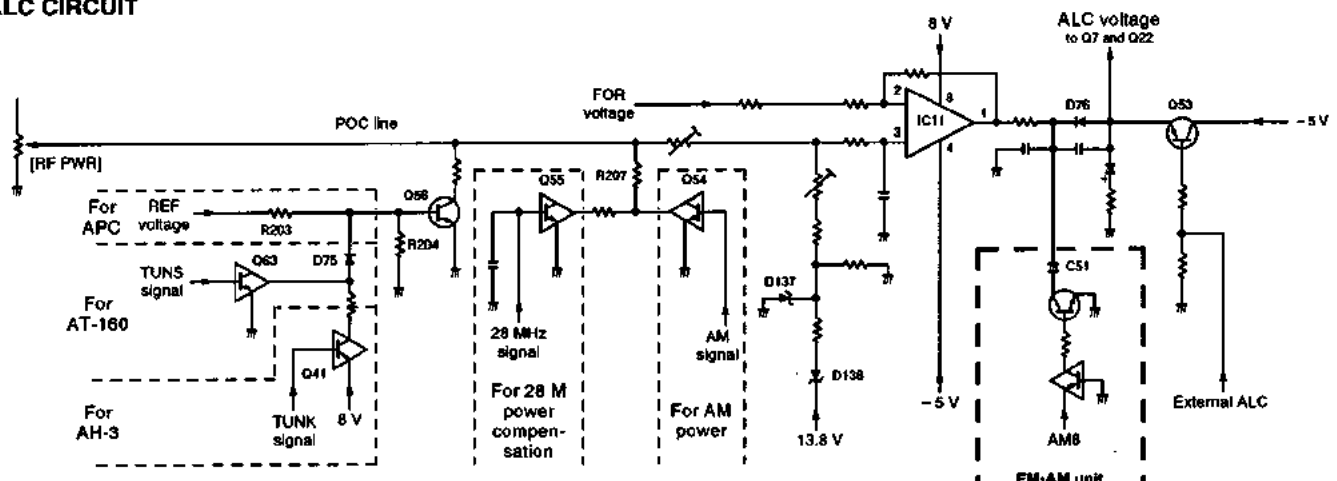 ALC CIRCUIT
8 V
ALC voltage
to Q7 and Q22
FOR
voltage
2
8
IC11
1
3
4
D76
Q53
– 5 V
POC line
[RF PWR]
R207
Q55
Q54
Q56
For
APC
REF
voltage
R203
R204
D75
Q63
TUNS
signal
For
AT-160
Q41
TUNK
signal
8 V
For
AH-3
28 MHz
signal
For 28 M
power
compen-
sation
AM
signal
For AM
power
D137
D138
13.8 V
– 5 V
C51
AM8
External ALC
FM•AM unit